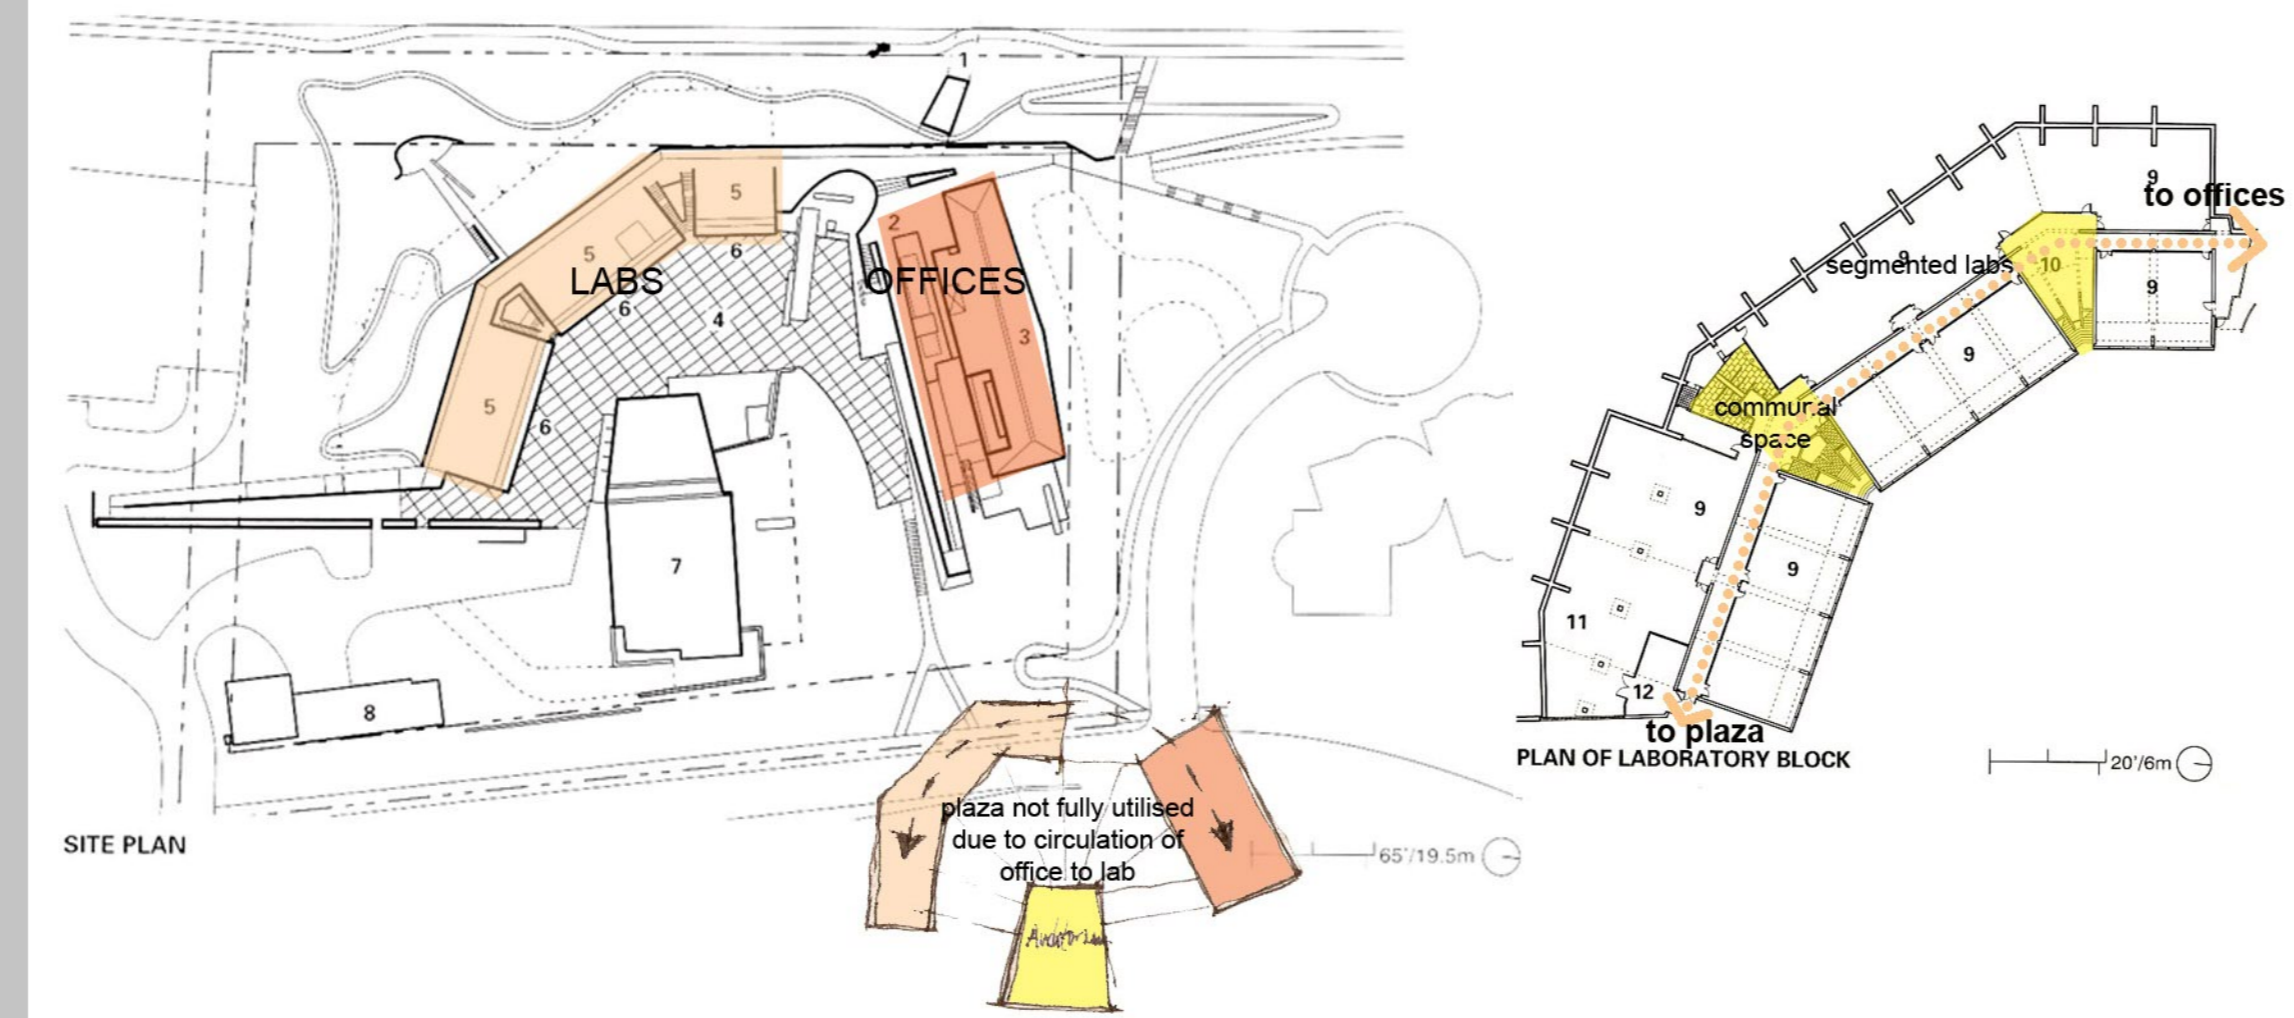 1
2
5
5
6
LABS
OFFICES
6
4
3
5
6
7
8
SITE PLAN
65'/19.5m
plaza not fully utilised
due to circulation of
office to lab
9
to offices
9
segmented labs
10
9
9
communal
space
9
9
11
12
to plaza
PLAN OF LABORATORY BLOCK
20'/6m